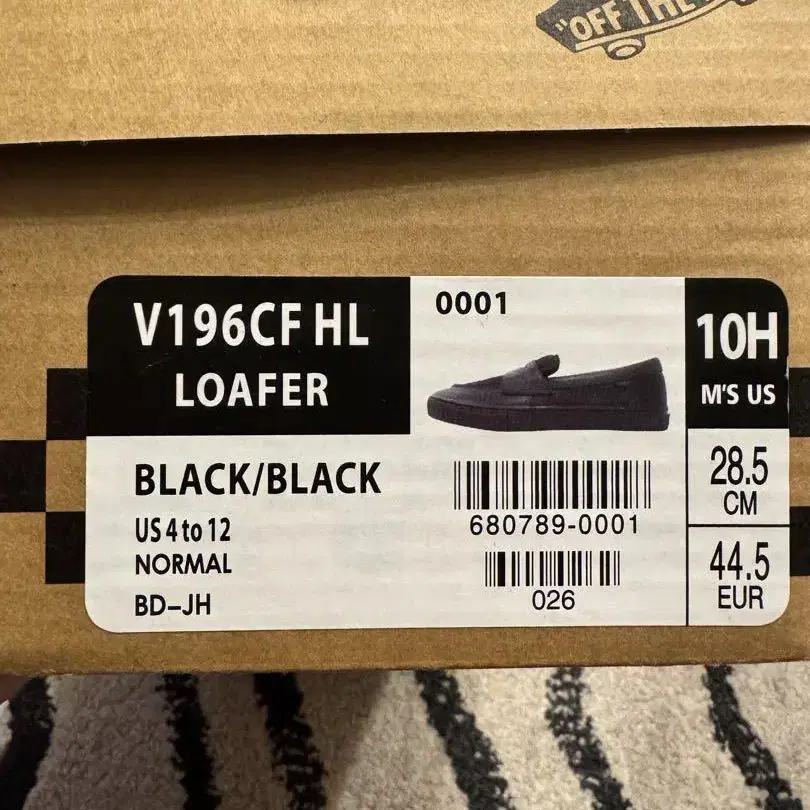 "OFF THE
V196CF HL
LOAFER
0001
10H
M'S US
BLACK/BLACK
US 4 to 12
NORMAL
BD-JH
680789-0001
026
28.5
CM
44.5
EUR